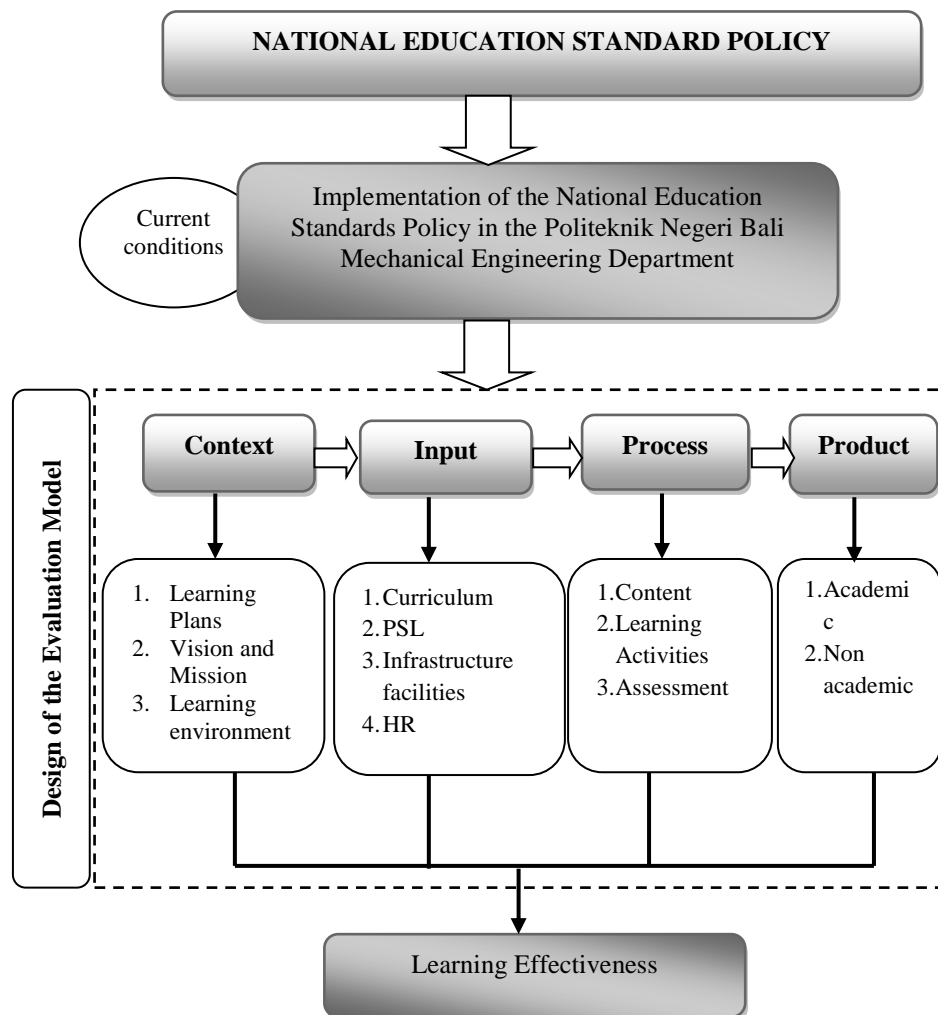 NATIONAL EDUCATION STANDARD POLICY
Current
conditions
Implementation of the National Education
Standards Policy in the Politeknik Negeri Bali
Mechanical Engineering Department
Design of the Evaluation Model
Context
Input
Process
Product
1. Learning
Plans
2. Vision and
Mission
3. Learning
environment
1.Curriculum
2.PSL
3.Infrastructure
facilities
4.HR
1.Content
2.Learning
Activities
3.Assessment
1.Academi
c
2.Non
academic
Learning Effectiveness